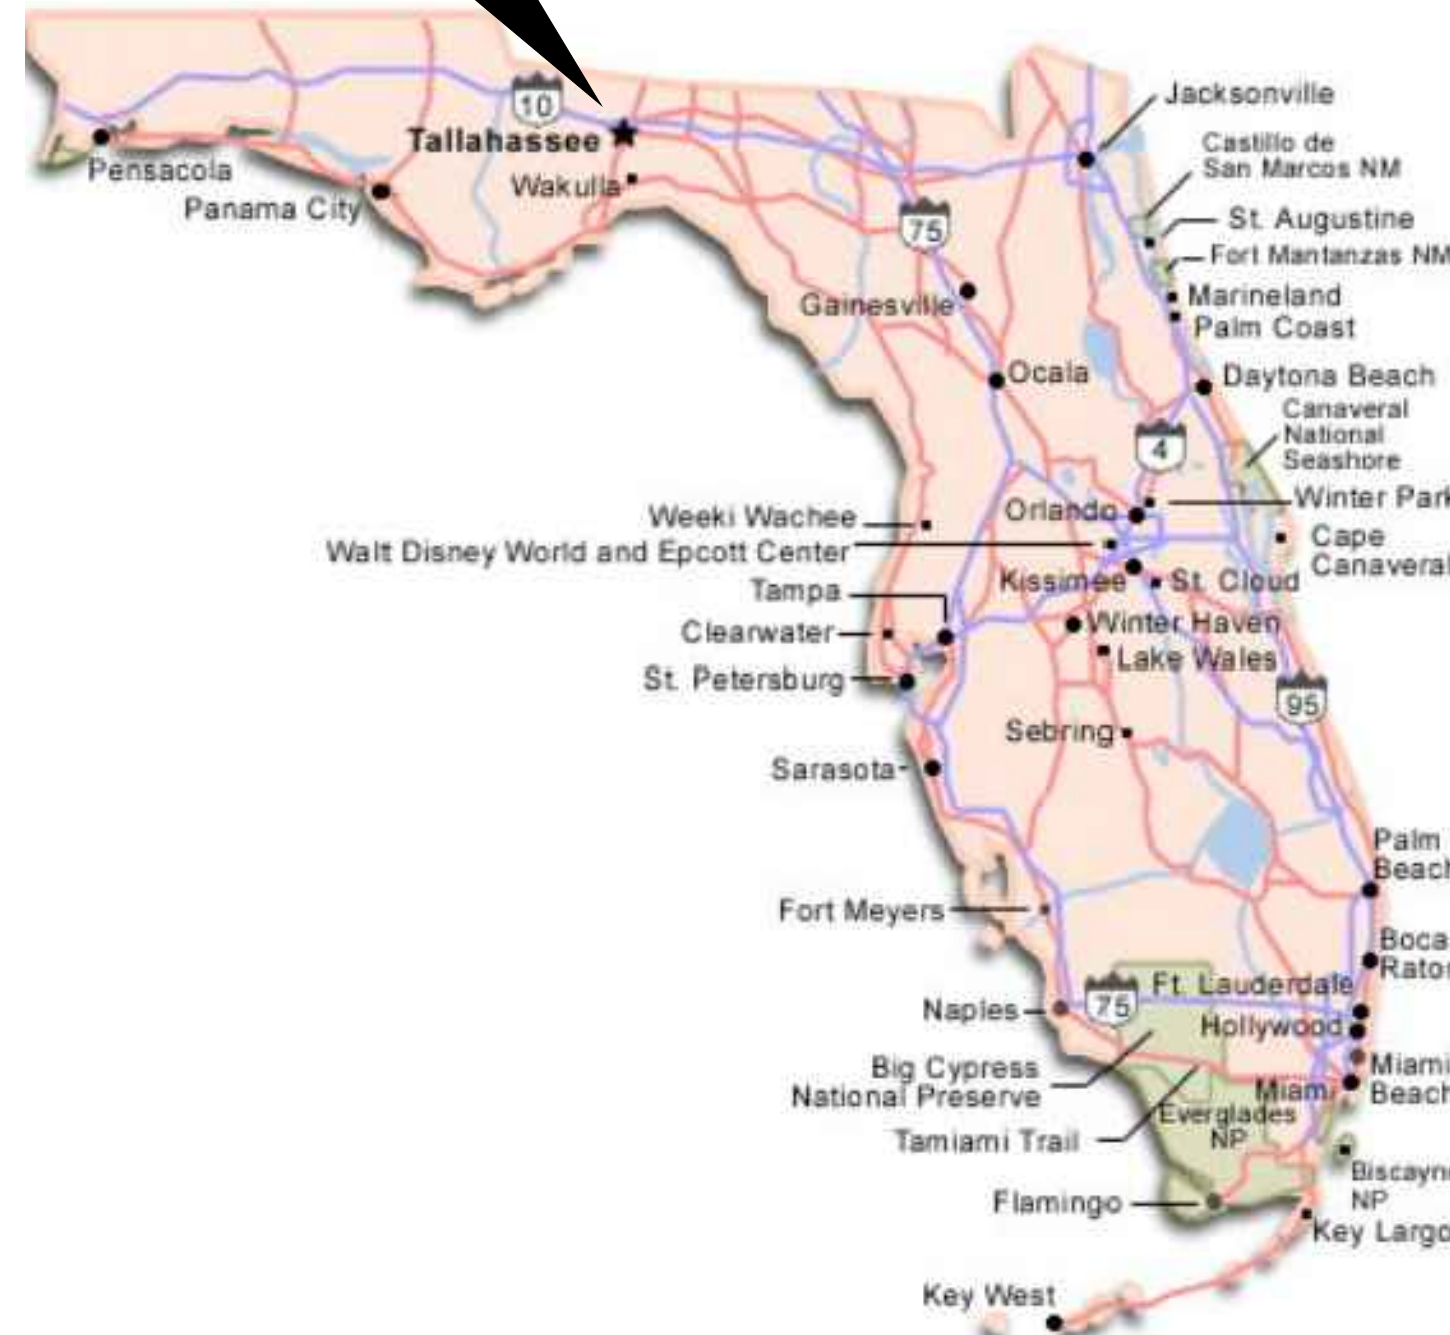 10
Tallahassee
Pensacola
Wakulla
Panama City
Jacksonville
Castillo de
San Marcos NM
St. Augustine
75
Fort Mantanzas NM
Marineland
Gainesville
Palm Coast
Ocala
Daytona Beach
Canaveral
National
Seashore
4
Winter Park
Orlando
Weeki Wachee
Walt Disney World and Epcott Center
Cape
Canaveral
Kissimee
St. Cloud
Tampa
Clearwater
Winter Haven
Lake Wales
St. Petersburg
95
Sebring
Sarasota
Palm
Beach
Fort Meyers
Boca
Raton
Ft. Lauderdale
75
Naples
Hollywood
Big Cypress
National Preserve
Miami
Beach
Miami
Everglades
NP
Tamiami Trail
Biscayne
NP
Flamingo
Key Largo
Key West